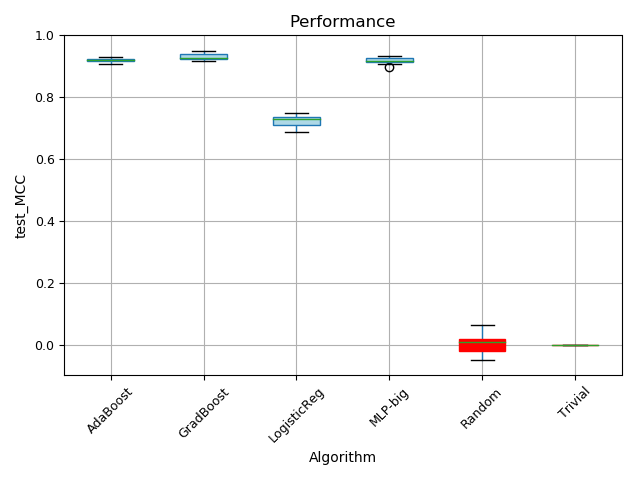 Performance
1.0
0.8
0.6
0.4
0.2
0.0
test_MCC
AdaBoost
GradBoost
LogisticReg
MLP-big
Random
Trivial
Algorithm